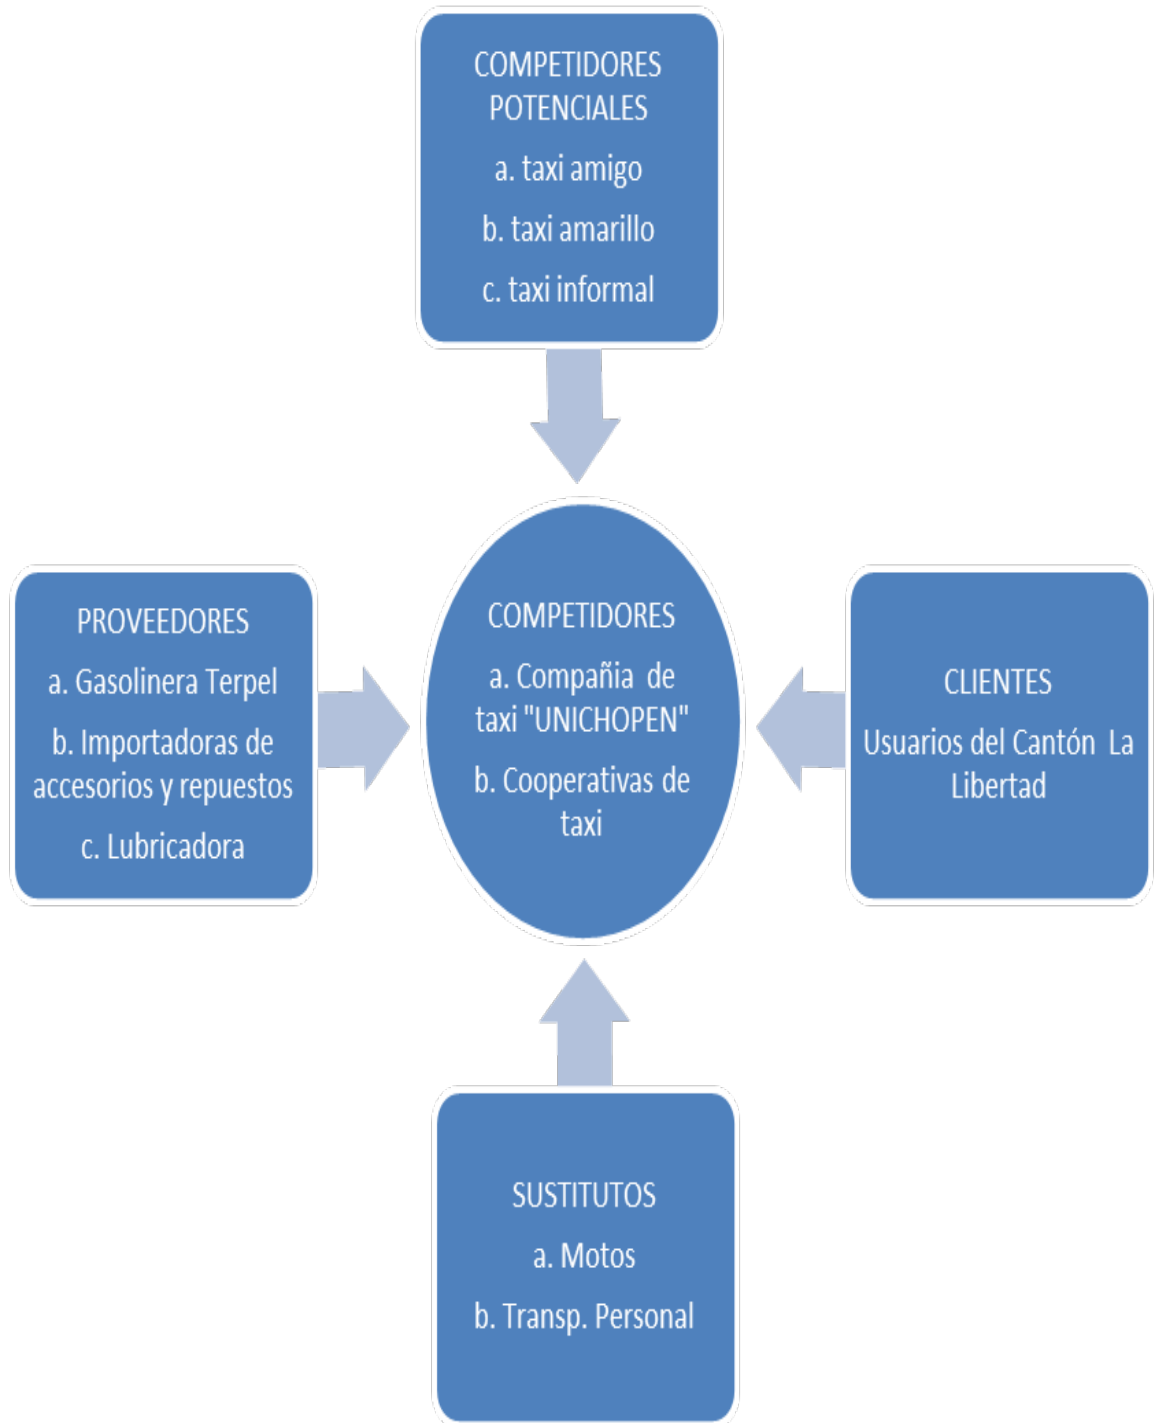 COMPETIDORES
POTENCIALES
a. taxi amigo
b. taxi amarillo
c. taxi informal
PROVEEDORES
a. Gasolinera Terpel
b. Importadoras de
accesorios y repuestos
c. Lubricadora
COMPETIDORES
a. Compañia de
taxi "UNICHOPEN"
b. Cooperativas de
taxi
CLIENTES
Usuarios del Cantón La
Libertad
SUSTITUTOS
a. Motos
b. Transp. Personal